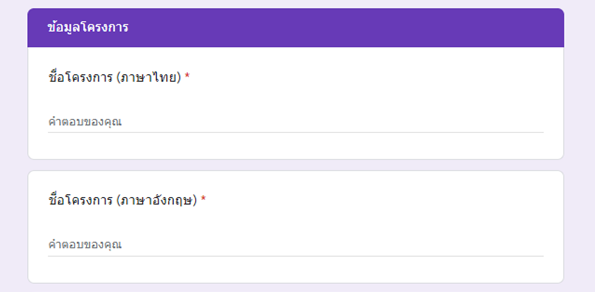 ข้อมูลโครงการ
ชื่อโครงการ (ภาษาไทย) *
คำตอบของคุณ
ชื่อโครงการ (ภาษาอังกฤษ) *
คำตอบของคุณ